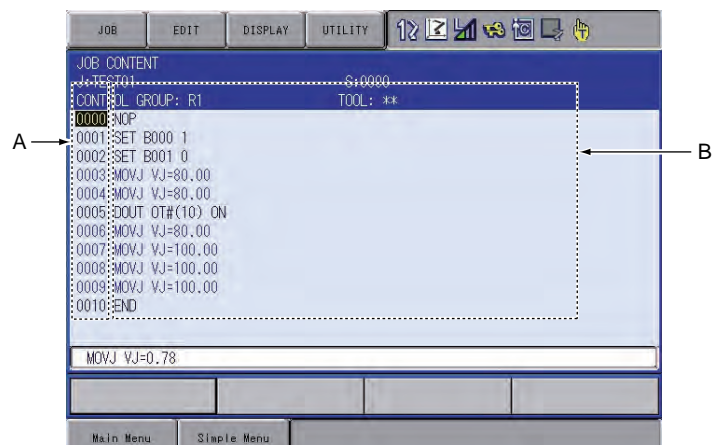 JOB EDIT DISPLAY UTILITY
JOB CONTENT
J:TEST01 S:0000
CONTROL GROUP: R1 TOOL: **
0000 NOP
0001 SET B000 1
0002 SET B001 0
0003 MOVJ VJ=80.00
0004 MOVJ VJ=80.00
0005 DOUT OT#(10) ON
0006 MOVJ VJ=80.00
0007 MOVJ VJ=100.00
0008 MOVJ VJ=100.00
0009 MOVJ VJ=100.00
0010 END
A
B
MOVJ VJ=0.78
Main Menu Simple Menu